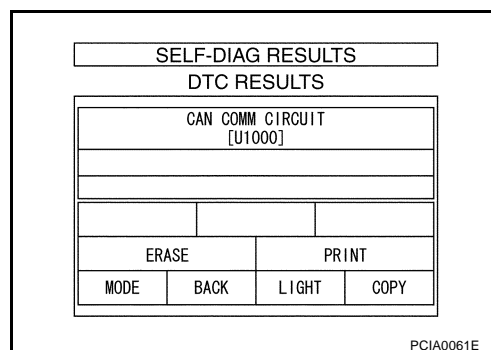 SELF-DIAG RESULTS
DTC RESULTS
CAN COMM CIRCUIT
[U1000]
ERASE PRINT
MODE BACK LIGHT COPY
PCIA0061E